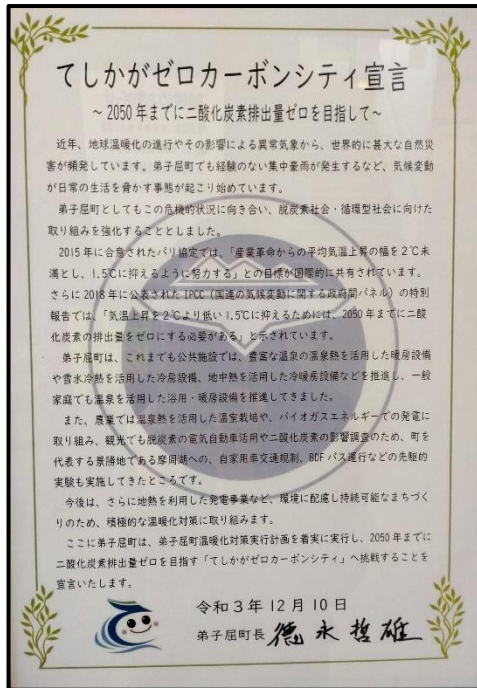 てしかがゼロカーボンシティ宣言
～2050年までに二酸化炭素排出量ゼロを目指して～
近年、地球温暖化の進行やその影響による異常気象から、世界的に甚大な自然災
害が頻発しています。弟子屈町でも経験のない集中豪雨が発生するなど、気候変動
が日常の生活を脅かす事態が起こり始めています。
弟子屈町としてもこの危機的状況に向き合い、脱炭素社会・循環型社会に向けた
取り組みを強化することとしました。
2015年に合意されたパリ協定では、「産業革命からの平均気温上昇の幅を2℃未
満とし、1.5℃に抑えるように努力する」との目標が国際的に共有されています。
さらに2018年に公表されたIPCC（国連の気候変動に関する政府間パネル）の特別
報告では、「気温上昇を2℃より低い1.5℃に抑えるためには、2050年までに二酸
化炭素の排出量をゼロにする必要がある」と示されています。
弟子屈町は、これまでも公共施設では、豊富な温泉の温泉熱を活用した暖房設備
や雪氷冷熱を活用した冷房設備、地中熱を活用した冷暖房設備などを推進し、一般
家庭でも温泉を活用した浴用・暖房設備を推進してきました。
また、農業では温泉熱を活用した温室栽培や、バイオガスエネルギーでの発電に
取り組み、観光でも脱炭素の電気自動車活用や二酸化炭素の影響調査のため、町を
代表する景勝地である摩周湖への、自家用車交通規制、BDFバス運行などの先駆的
実験も実施してきたところです。
今後は、さらに地熱を利用した発電事業など、環境に配慮し持続可能なまちづく
りのため、積極的な温暖化対策に取り組みます。
ここに弟子屈町は、弟子屈町温暖化対策実行計画を着実に実行し、2050年までに
二酸化炭素排出量ゼロを目指す「てしかがゼロカーボンシティ」へ挑戦することを
宣言いたします。
令和3年12月10日
弟子屈町長 德永哲雄